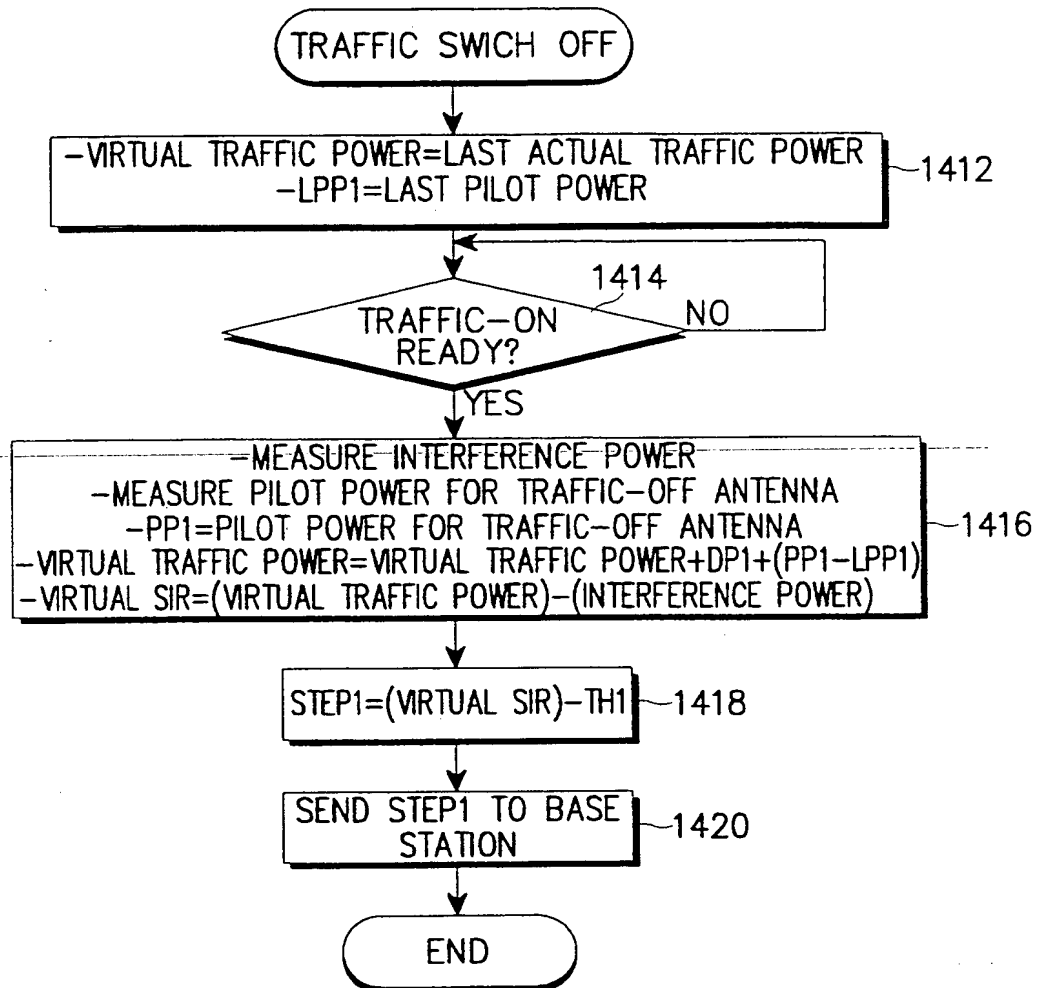 TRAFFIC SWICH OFF
-VIRTUAL TRAFFIC POWER=LAST ACTUAL TRAFFIC POWER
-LPP1=LAST PILOT POWER
1412
1414
TRAFFIC-ON
READY?
NO
YES
-MEASURE INTERFERENCE POWER
-MEASURE PILOT POWER FOR TRAFFIC-OFF ANTENNA
-PP1=PILOT POWER FOR TRAFFIC-OFF ANTENNA
-VIRTUAL TRAFFIC POWER=VIRTUAL TRAFFIC POWER+DP1+(PP1-LPP1)
-VIRTUAL SIR=(VIRTUAL TRAFFIC POWER)-(INTERFERENCE POWER)
1416
STEP1=(VIRTUAL SIR)-TH1
1418
SEND STEP1 TO BASE
STATION
1420
END